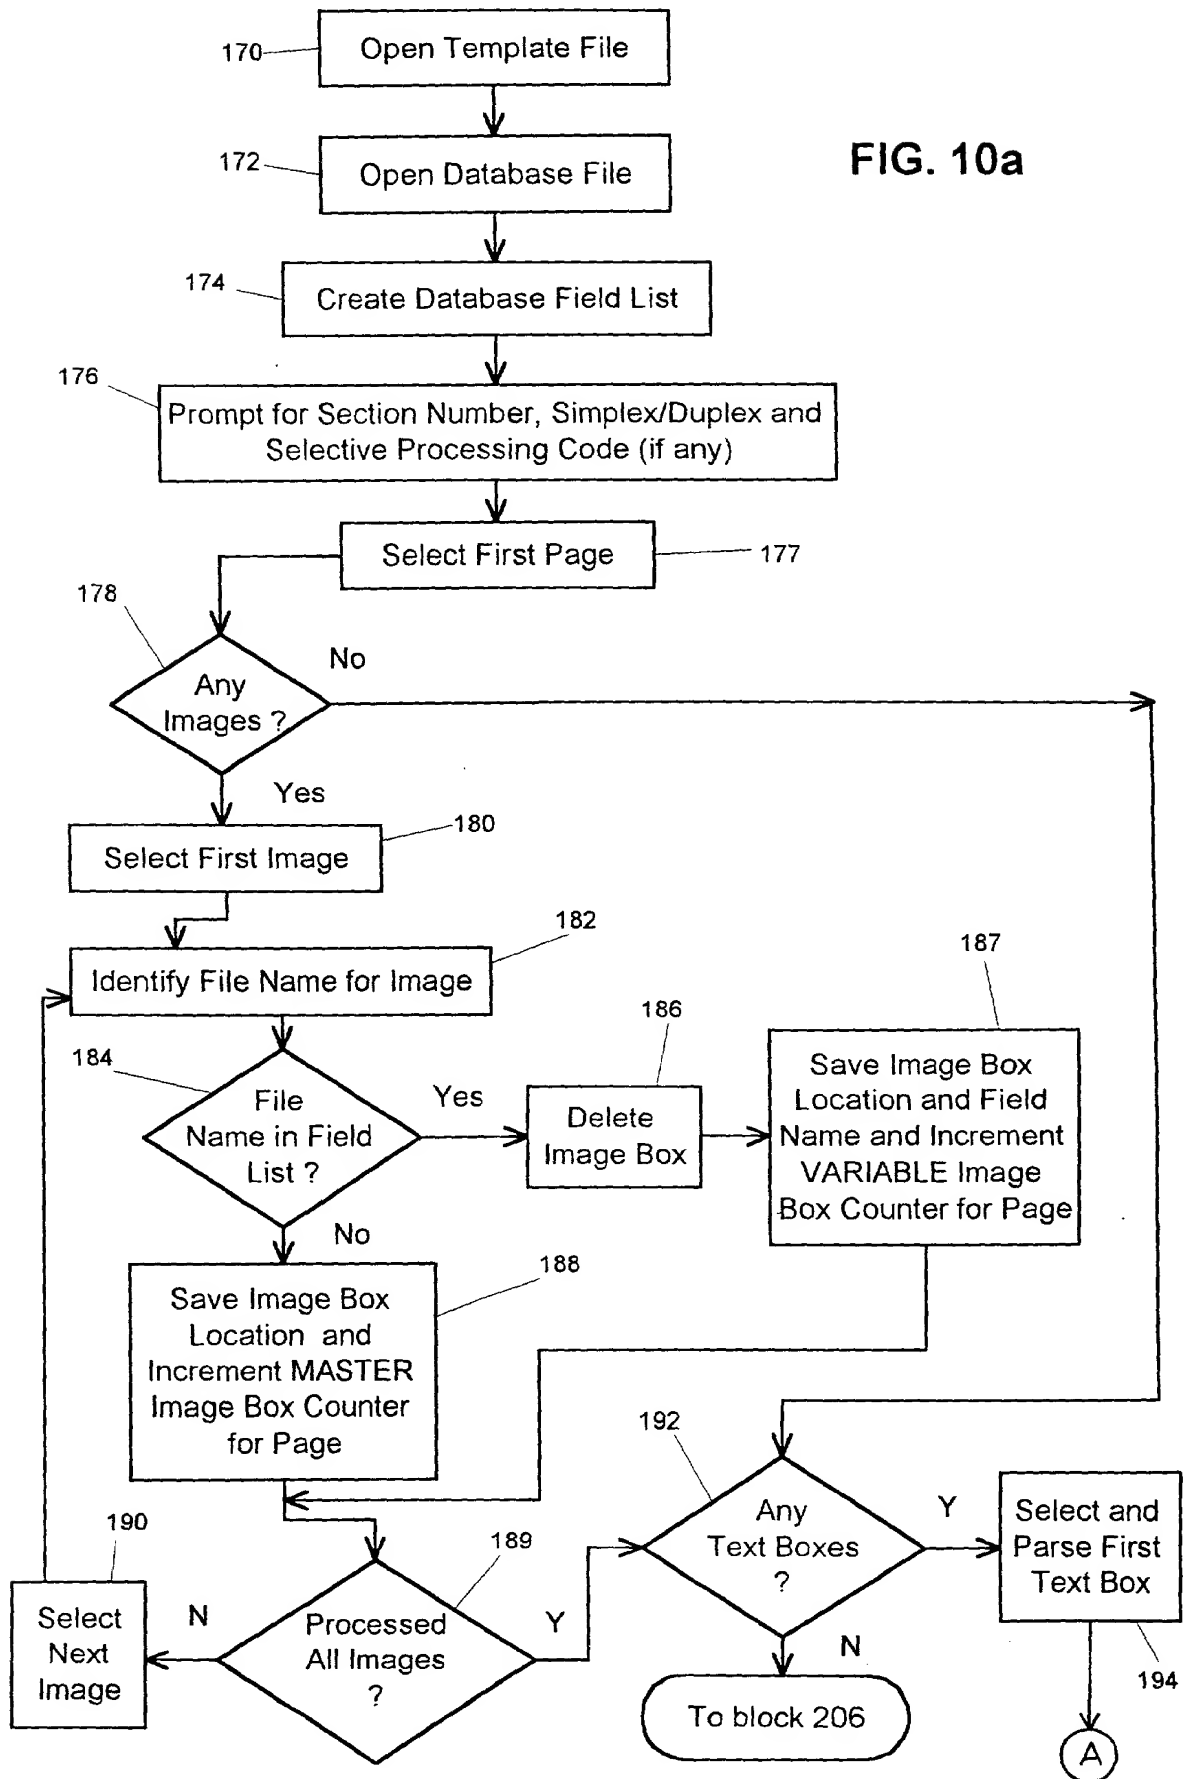 170
Open Template File
FIG. 10a
172
Open Database File
174
Create Database Field List
176
Prompt for Section Number, Simplex/Duplex and
Selective Processing Code (if any)
Select First Page
177
178
Any
Images ?
No
Yes
180
Select First Image
182
Identify File Name for Image
184
File
Name in Field
List ?
Yes
186
Delete
Image Box
187
Save Image Box
Location and Field
Name and Increment
VARIABLE Image
Box Counter for Page
No
188
Save Image Box
Location and
Increment MASTER
Image Box Counter
for Page
189
Processed
All Images
?
N
190
Select
Next
Image
Y
192
Any
Text Boxes
?
Y
Select and
Parse First
Text Box
194
N
To block 206
A